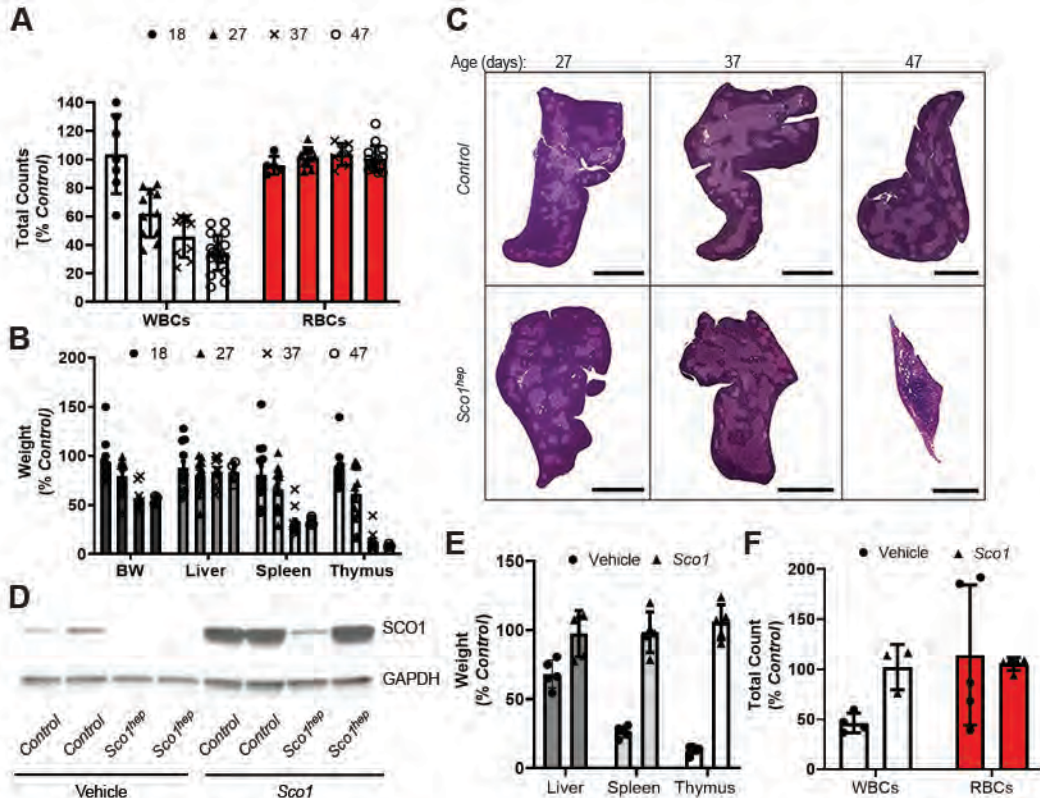 A
18 27 37 47
Total Counts
(% Control)
140
120
100
80
60
40
20
0
WBCs RBCs
B
18 27 37 47
Weight
(% Control)
200
150
100
50
0
BW Liver Spleen Thymus
C
Age (days): 27 37 47
Control
Sco1hep
D
SCO1
GAPDH
Control Control Sco1hep Sco1hep Control Control Sco1hep Sco1hep
Vehicle Sco1
E
Vehicle Sco1
Weight
(% Control)
150
100
50
0
Liver Spleen Thymus
F
Vehicle Sco1
Total Count
(% Control)
200
150
100
50
0
WBCs RBCs